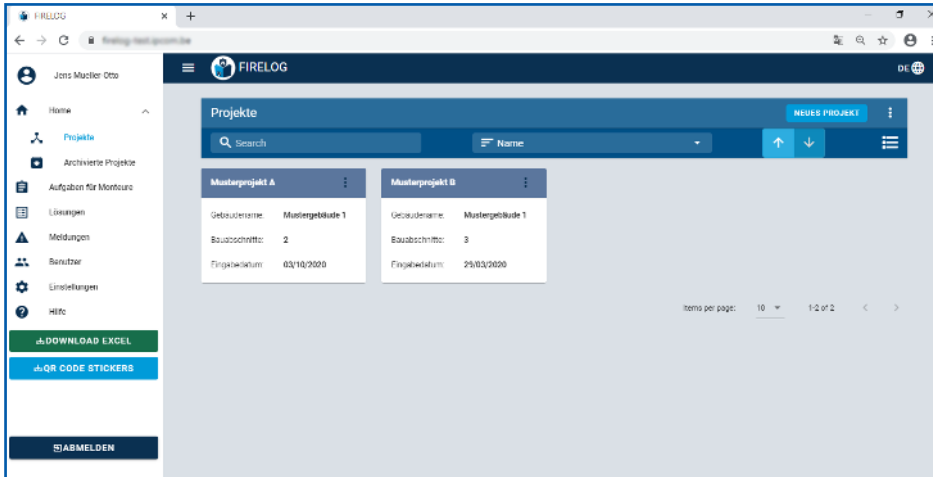 FIRELOG
Jens Mueller-Otto
FIRELOG
DE
Home
Projekte
Archivierte Projekte
Aufgaben für Monteure
Lösungen
Meldungen
Benutzer
Einstellungen
Hilfe
DOWNLOAD EXCEL
QR CODE STICKERS
ABMELDEN
Projekte
NEUES PROJEKT
Search
Name
Musterprojekt A
Gebäudename: Mustergebäude 1
Bauabschnitte: 2
Eingabedatum: 03/10/2020
Musterprojekt B
Gebäudename: Mustergebäude 1
Bauabschnitte: 3
Eingabedatum: 29/03/2020
Items per page: 10 1-2 of 2